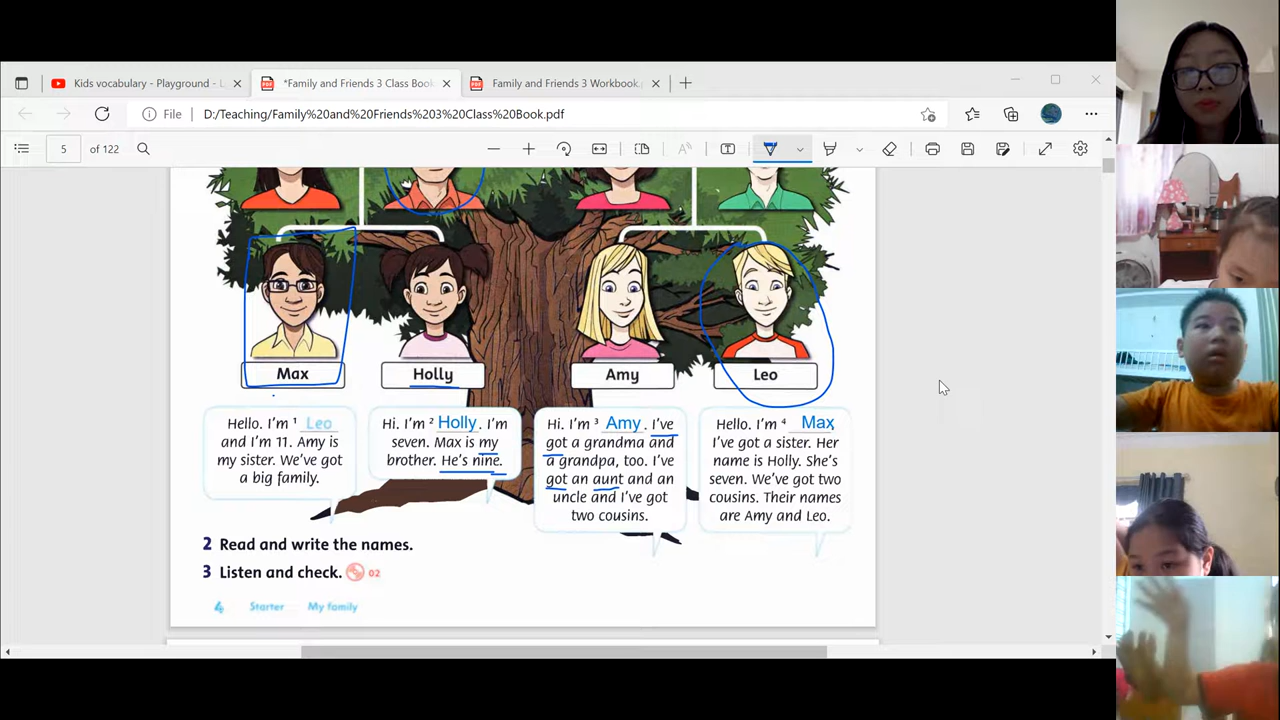 Kids vocabulary - Playground - L
*Family and Friends 3 Class Book
Family and Friends 3 Workbook.
File D:/Teaching/Family%20and%20Friends%203%20Class%20Book.pdf
5 of 122
Max
Holly
Amy
Leo
Hello. I'm ¹ Leo
and I'm 11. Amy is
my sister. We've got
a big family.
Hi. I'm ² Holly. I'm
seven. Max is my
brother. He's nine.
Hi. I'm ³ Amy. I've
got a grandma and
a grandpa, too. I've
got an aunt and an
uncle and I've got
two cousins.
Hello. I'm ⁴ Max,
I've got a sister. Her
name is Holly. She's
seven. We've got two
cousins. Their names
are Amy and Leo.
2 Read and write the names.
3 Listen and check. 02
4 Starter My family